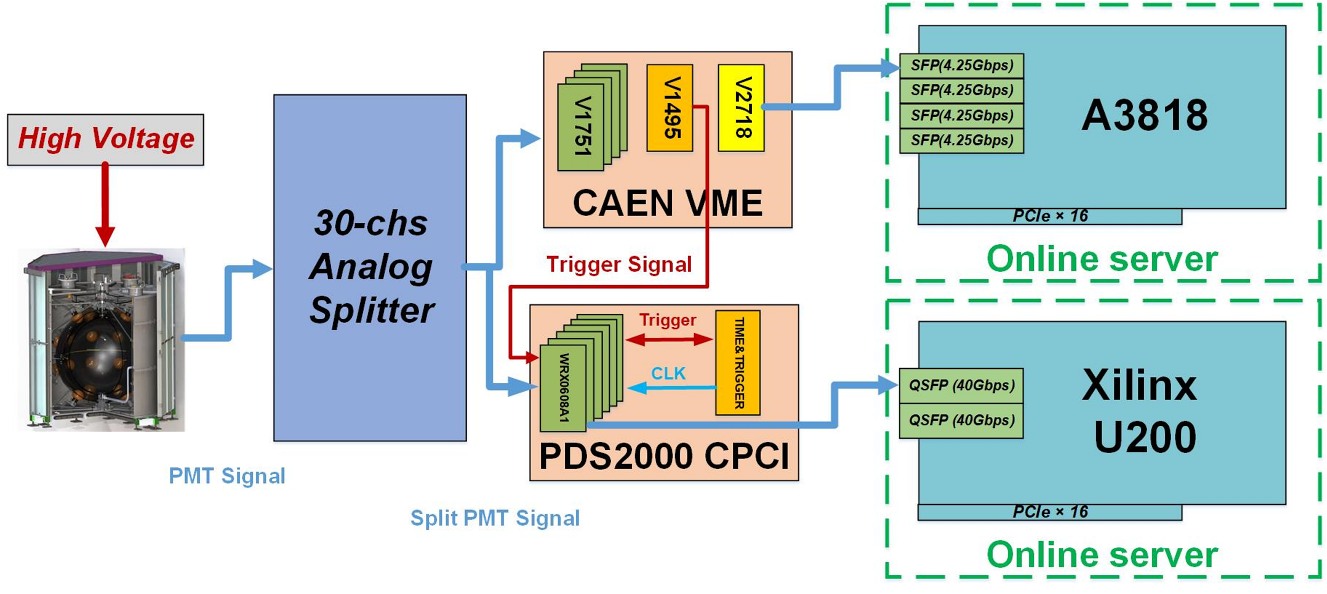 High Voltage
PMT Signal
30-chs
Analog
Splitter
Split PMT Signal
V1751
V1495
V2718
CAEN VME
Trigger Signal
WRX0608A1
Trigger
CLK
TIME&TRIGGER
PDS2000 CPCI
SFP(4.25Gbps)
SFP(4.25Gbps)
SFP(4.25Gbps)
SFP(4.25Gbps)
A3818
PCIe × 16
Online server
QSFP (40Gbps)
QSFP (40Gbps)
Xilinx
U200
PCIe × 16
Online server